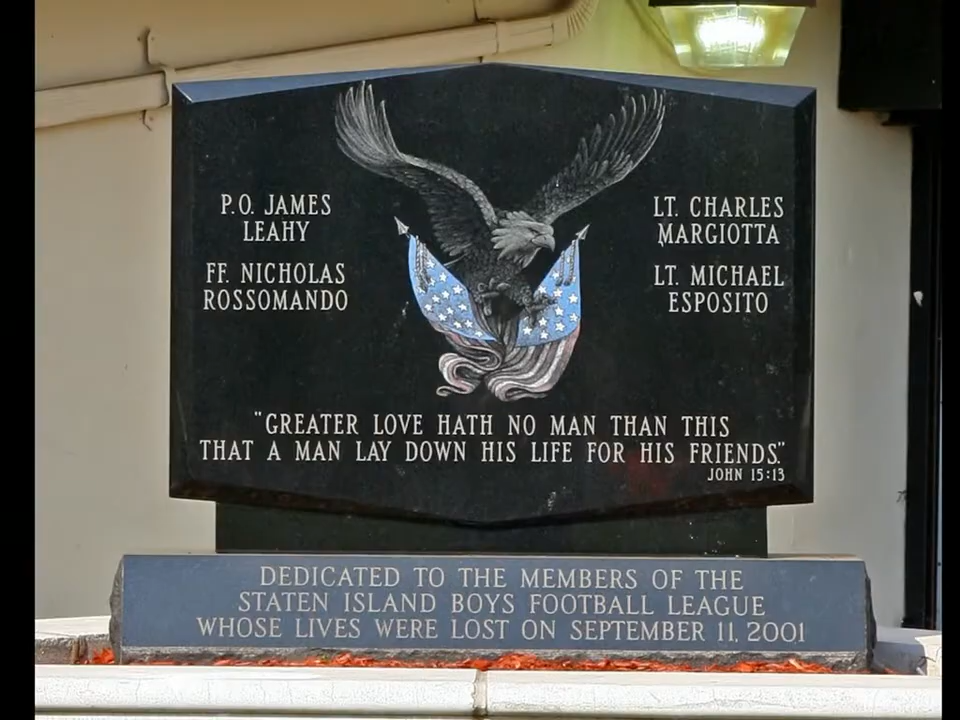 P.O. JAMES
LEAHY
FF. NICHOLAS
ROSSOMANDO
LT. CHARLES
MARGIOTTA
LT. MICHAEL
ESPOSITO
"GREATER LOVE HATH NO MAN THAN THIS
THAT A MAN LAY DOWN HIS LIFE FOR HIS FRIENDS."
JOHN 15:13
DEDICATED TO THE MEMBERS OF THE
STATEN ISLAND BOYS FOOTBALL LEAGUE
WHOSE LIVES WERE LOST ON SEPTEMBER 11, 2001